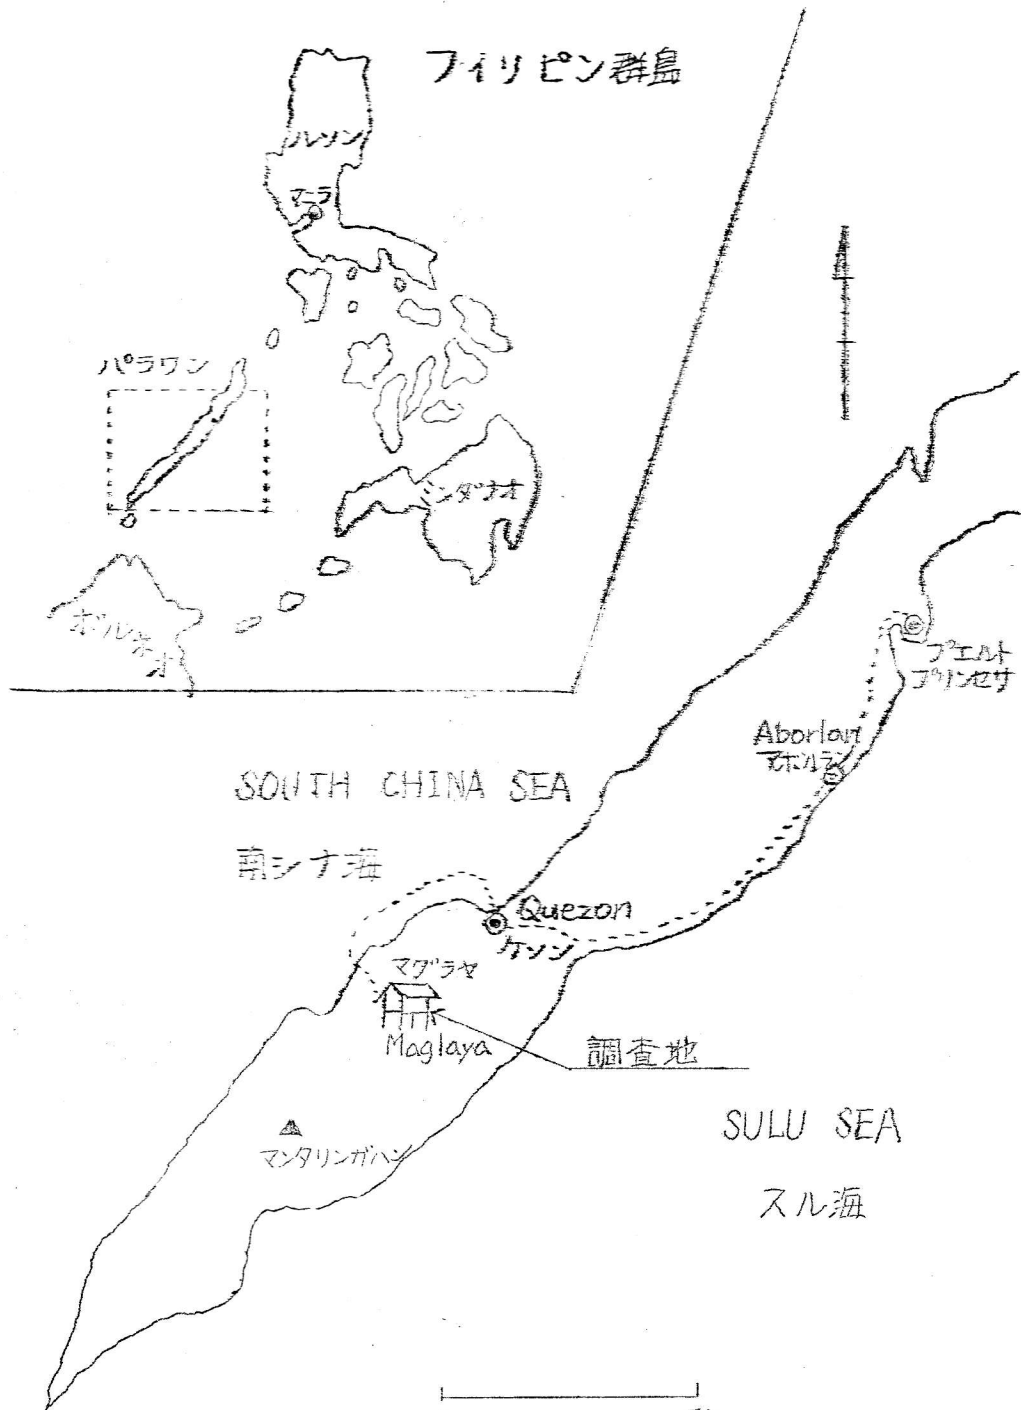 フィリピン群島
ルソン
マニラ
パラワン
ミンダナオ
ボルネオ
プエルト
プリンセサ
Aborlan
アボルラン
SOUTH CHINA SEA
南シナ海
Quezon
ケソン
マグラヤ
Maglaya
調査地
マンタリンガハン
SULU SEA
スル海